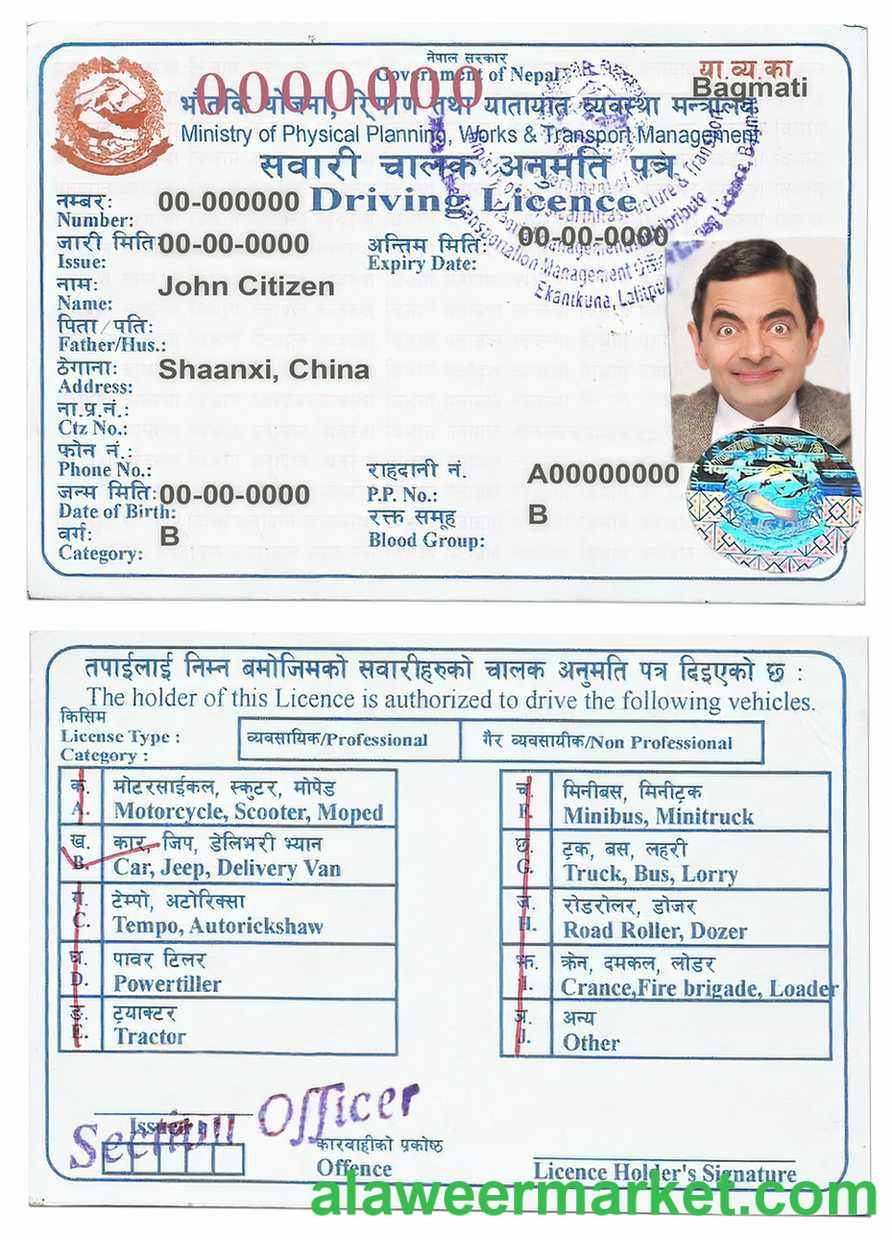 नेपाल सरकार
Government of Nepal
या.व्य.का.
Bagmati
0000000
भौतिक योजना, निर्माण तथा यातायात व्यवस्था मन्त्रालय
Ministry of Physical Planning, Works & Transport Management
सवारी चालक अनुमति पत्र
Driving Licence
नम्बर: 00-000000
Number:
जारी मिति: 00-00-0000 अन्तिम मिति: 00-00-0000
Issue: Expiry Date:
Management Office
Ekantkuna, Lalitpur
नाम: John Citizen
Name:
पिता/पति:
Father/Hus.:
ठेगाना: Shaanxi, China
Address:
ना.प्र.नं.:
Ctz No.:
फोन नं.:
Phone No.: राहदानी नं. A00000000
जन्म मिति: 00-00-0000 P.P. No.:
Date of Birth: रक्त समूह B
वर्ग: B Blood Group:
Category:
तपाईलाई निम्न बमोजिमको सवारीहरुको चालक अनुमति पत्र दिइएको छ :
The holder of this Licence is authorized to drive the following vehicles.
किसिम
License Type : व्यवसायिक/Professional गैर व्यवसायीक/Non Professional
Category :
क. मोटरसाईकल, स्कुटर, मोपेड
A. Motorcycle, Scooter, Moped
ख. कार, जिप, डेलिभरी भ्यान
B. Car, Jeep, Delivery Van
ग. टेम्पो, अटोरिक्सा
C. Tempo, Autorickshaw
घ. पावर टिलर
D. Powertiller
ङ. ट्रयाक्टर
E. Tractor
च. मिनीबस, मिनीट्रक
F. Minibus, Minitruck
छ. ट्रक, बस, लहरी
G. Truck, Bus, Lorry
ज. रोडरोलर, डोजर
H. Road Roller, Dozer
झ. क्रेन, दमकल, लोडर
I. Crance,Fire brigade, Loader
ञ. अन्य
J. Other
Section Officer
कारवाहीको प्रकोष्ठ
Offence
Licence Holder's Signature
alaweermarket.com